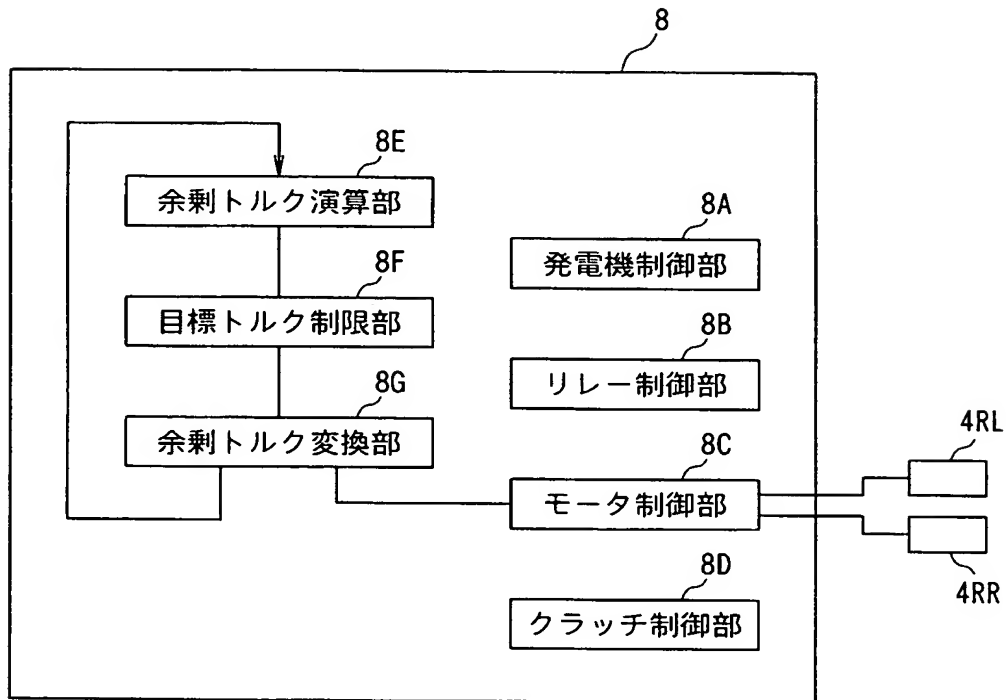 8
8E
余剰トルク演算部
8F
目標トルク制限部
8G
余剰トルク変換部
8A
発電機制御部
8B
リレー制御部
8C
モータ制御部
8D
クラッチ制御部
4RL
4RR